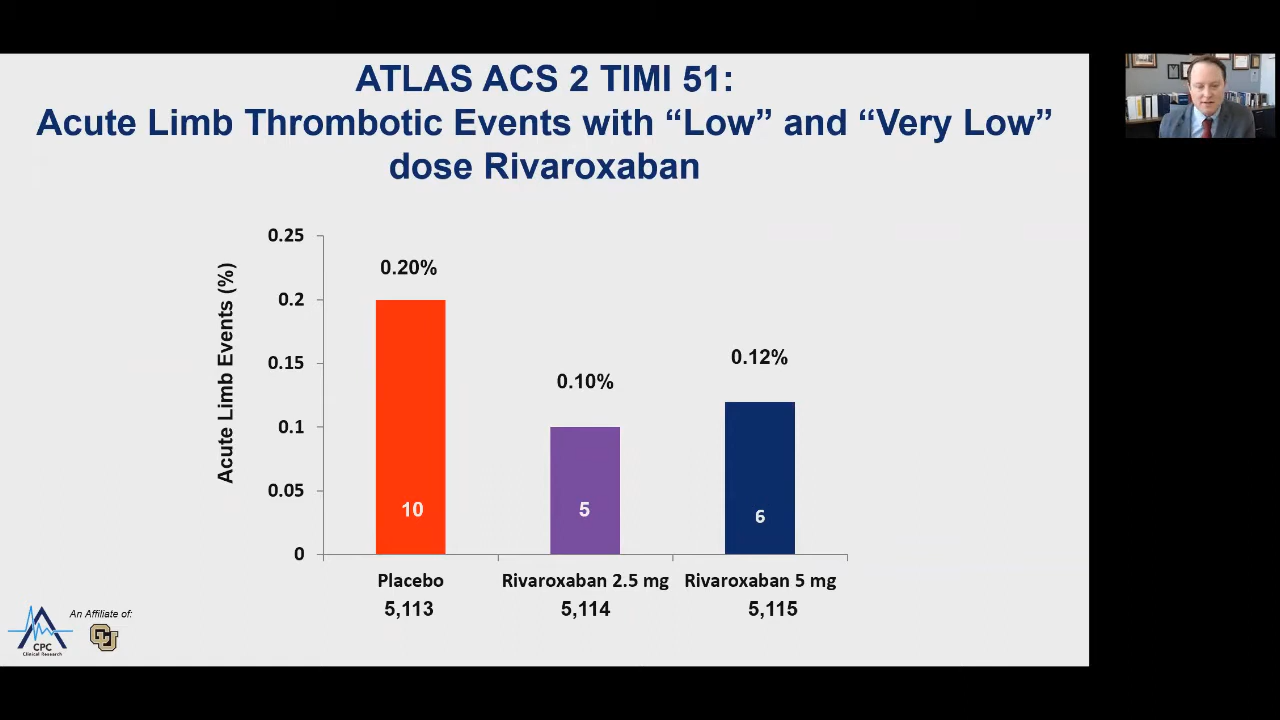 ATLAS ACS 2 TIMI 51:
Acute Limb Thrombotic Events with “Low” and “Very Low”
dose Rivaroxaban
Acute Limb Events (%)
0.25
0.2
0.15
0.1
0.05
0
0.20%
0.10%
0.12%
10
5
6
Placebo
Rivaroxaban 2.5 mg
Rivaroxaban 5 mg
5,113
5,114
5,115
An Affiliate of:
CPC
Clinical Research
CU